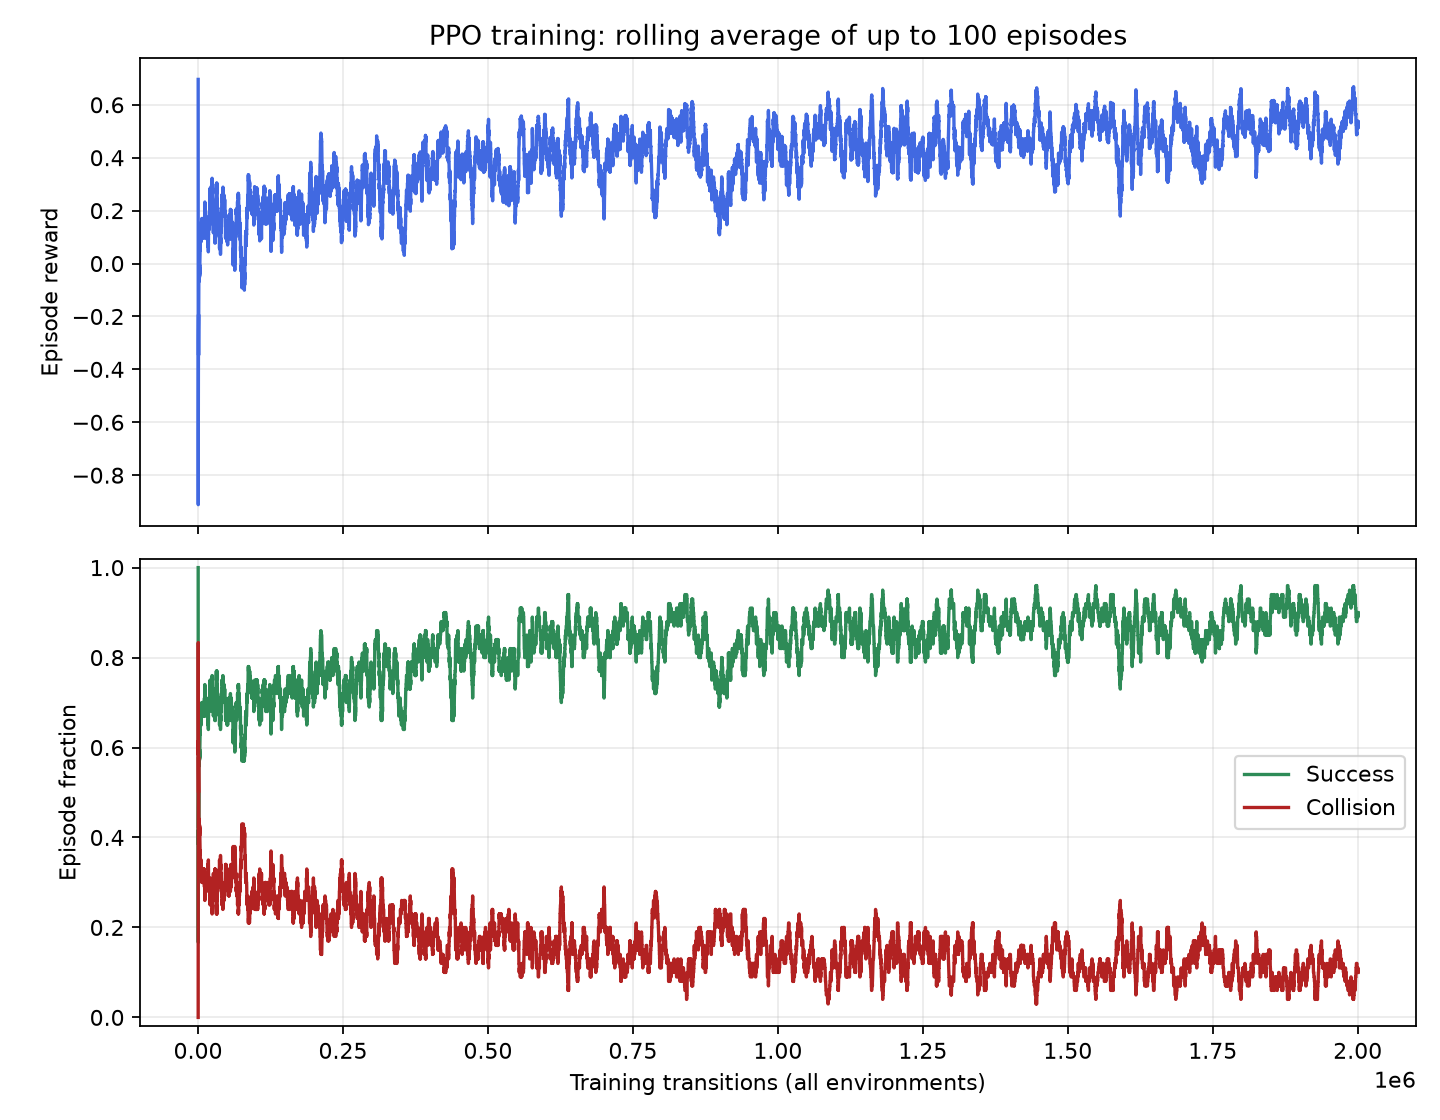 PPO training: rolling average of up to 100 episodes
0.6
0.4
0.2
0.0
−0.2
−0.4
−0.6
−0.8
Episode reward
1.0
0.8
0.6
0.4
0.2
0.0
Episode fraction
Success
Collision
0.00 0.25 0.50 0.75 1.00 1.25 1.50 1.75 2.00
1e6
Training transitions (all environments)